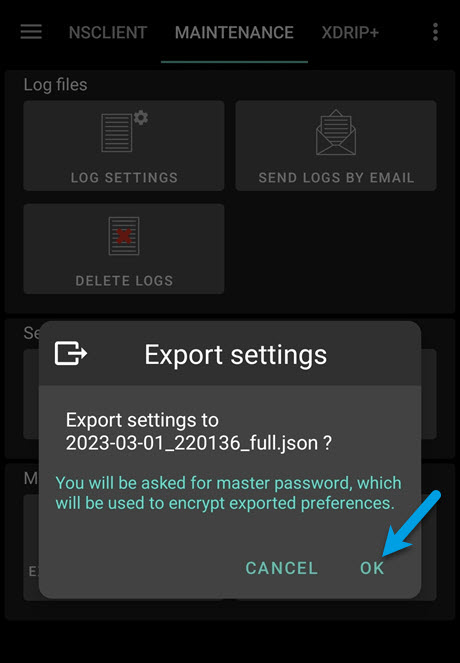 NSCLIENT MAINTENANCE XDRIP+
Log files
LOG SETTINGS SEND LOGS BY EMAIL
DELETE LOGS
Se
Export settings
Export settings to
2023-03-01_220136_full.json ?
M
You will be asked for master password, which
will be used to encrypt exported preferences.
E
CANCEL OK